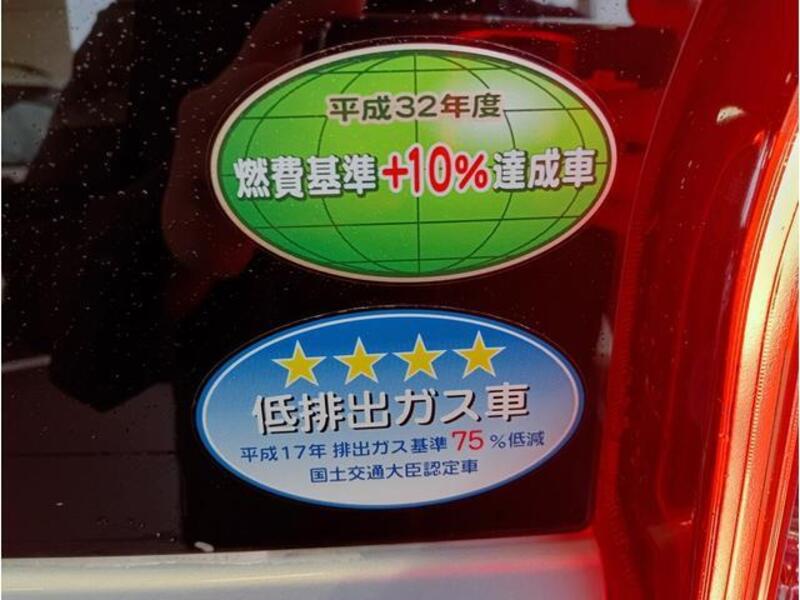 平成32年度
燃費基準+10%達成車
低排出ガス車
平成17年 排出ガス基準75%低減
国土交通大臣認定車